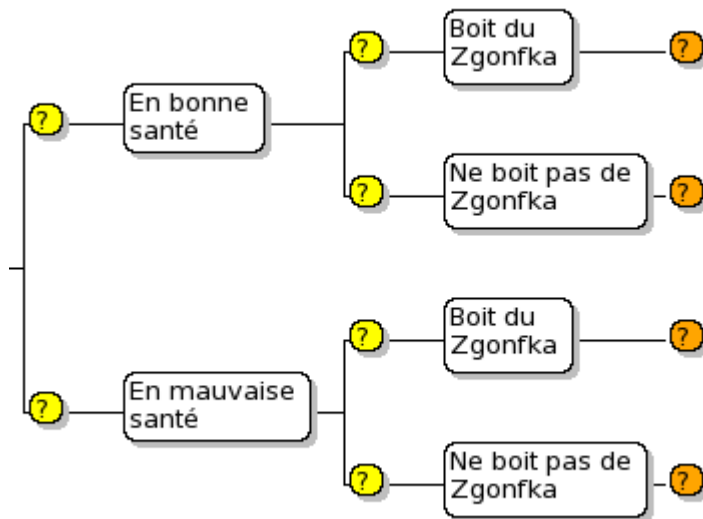 Boit du
Zgonfka
?
?
En bonne
santé
?
Ne boit pas de
Zgonfka
?
?
Boit du
Zgonfka
?
?
En mauvaise
santé
?
Ne boit pas de
Zgonfka
?
?